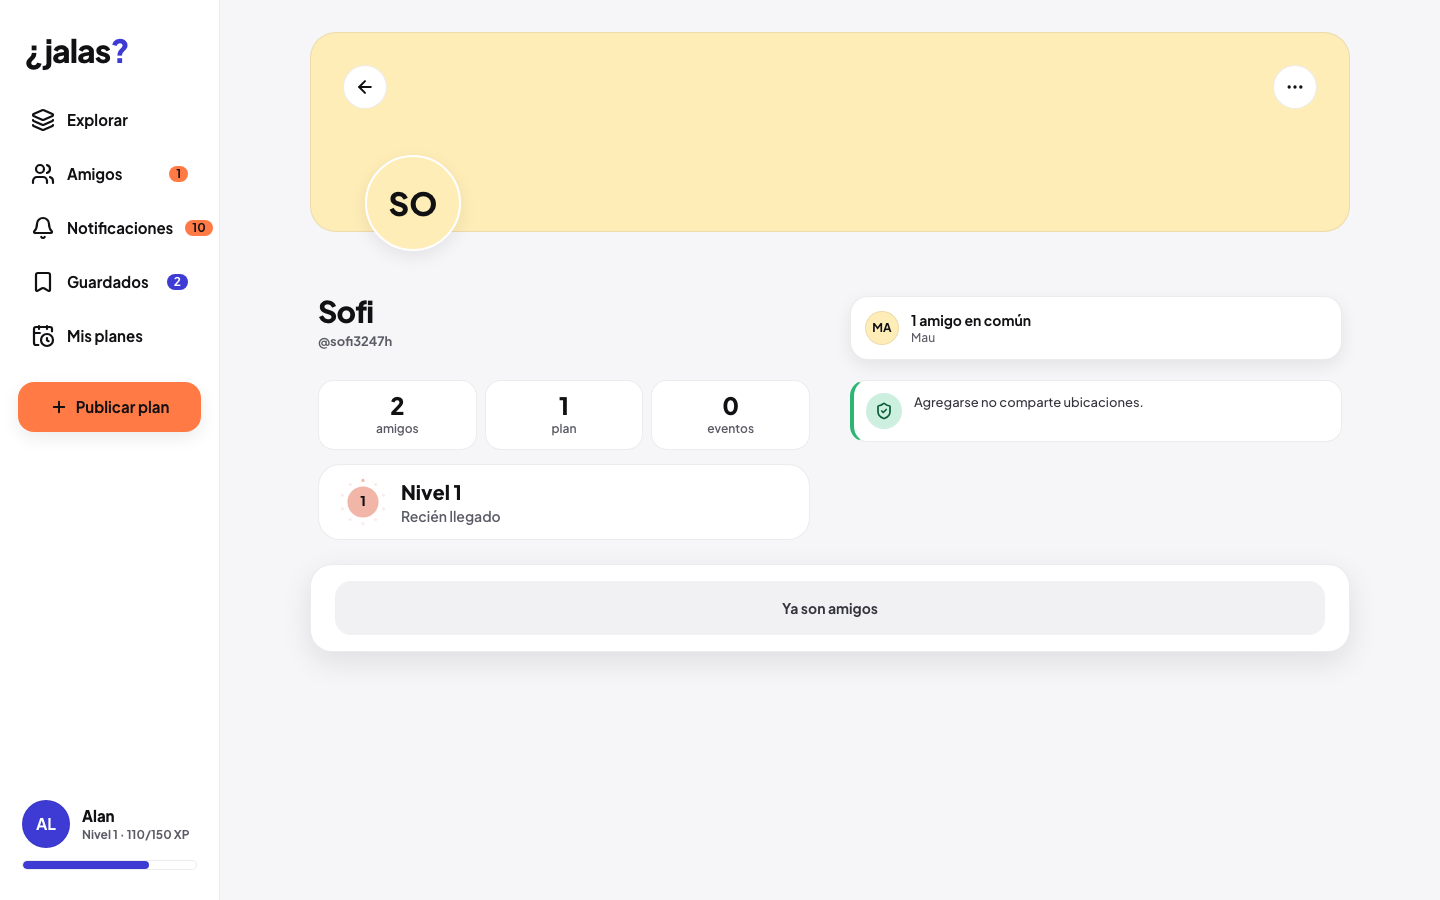 ¿jalas?
Explorar
Amigos 1
Notificaciones 10
Guardados 2
Mis planes
+ Publicar plan
AL
Alan
Nivel 1 · 110/150 XP
SO
Sofi
@sofi3247h
2
amigos
1
plan
0
eventos
1
Nivel 1
Recién llegado
MA
1 amigo en común
Mau
Agregarse no comparte ubicaciones.
Ya son amigos